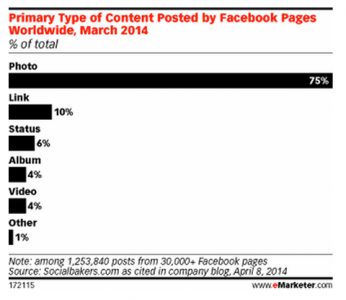 Primary Type of Content Posted by Facebook Pages
Worldwide, March 2014
% of total
Photo
75%
Link
10%
Status
6%
Album
4%
Video
4%
Other
1%
Note: among 1,253,840 posts from 30,000+ Facebook pages
Source: Socialbakers.com as cited in company blog, April 8, 2014
172115 www.eMarketer.com